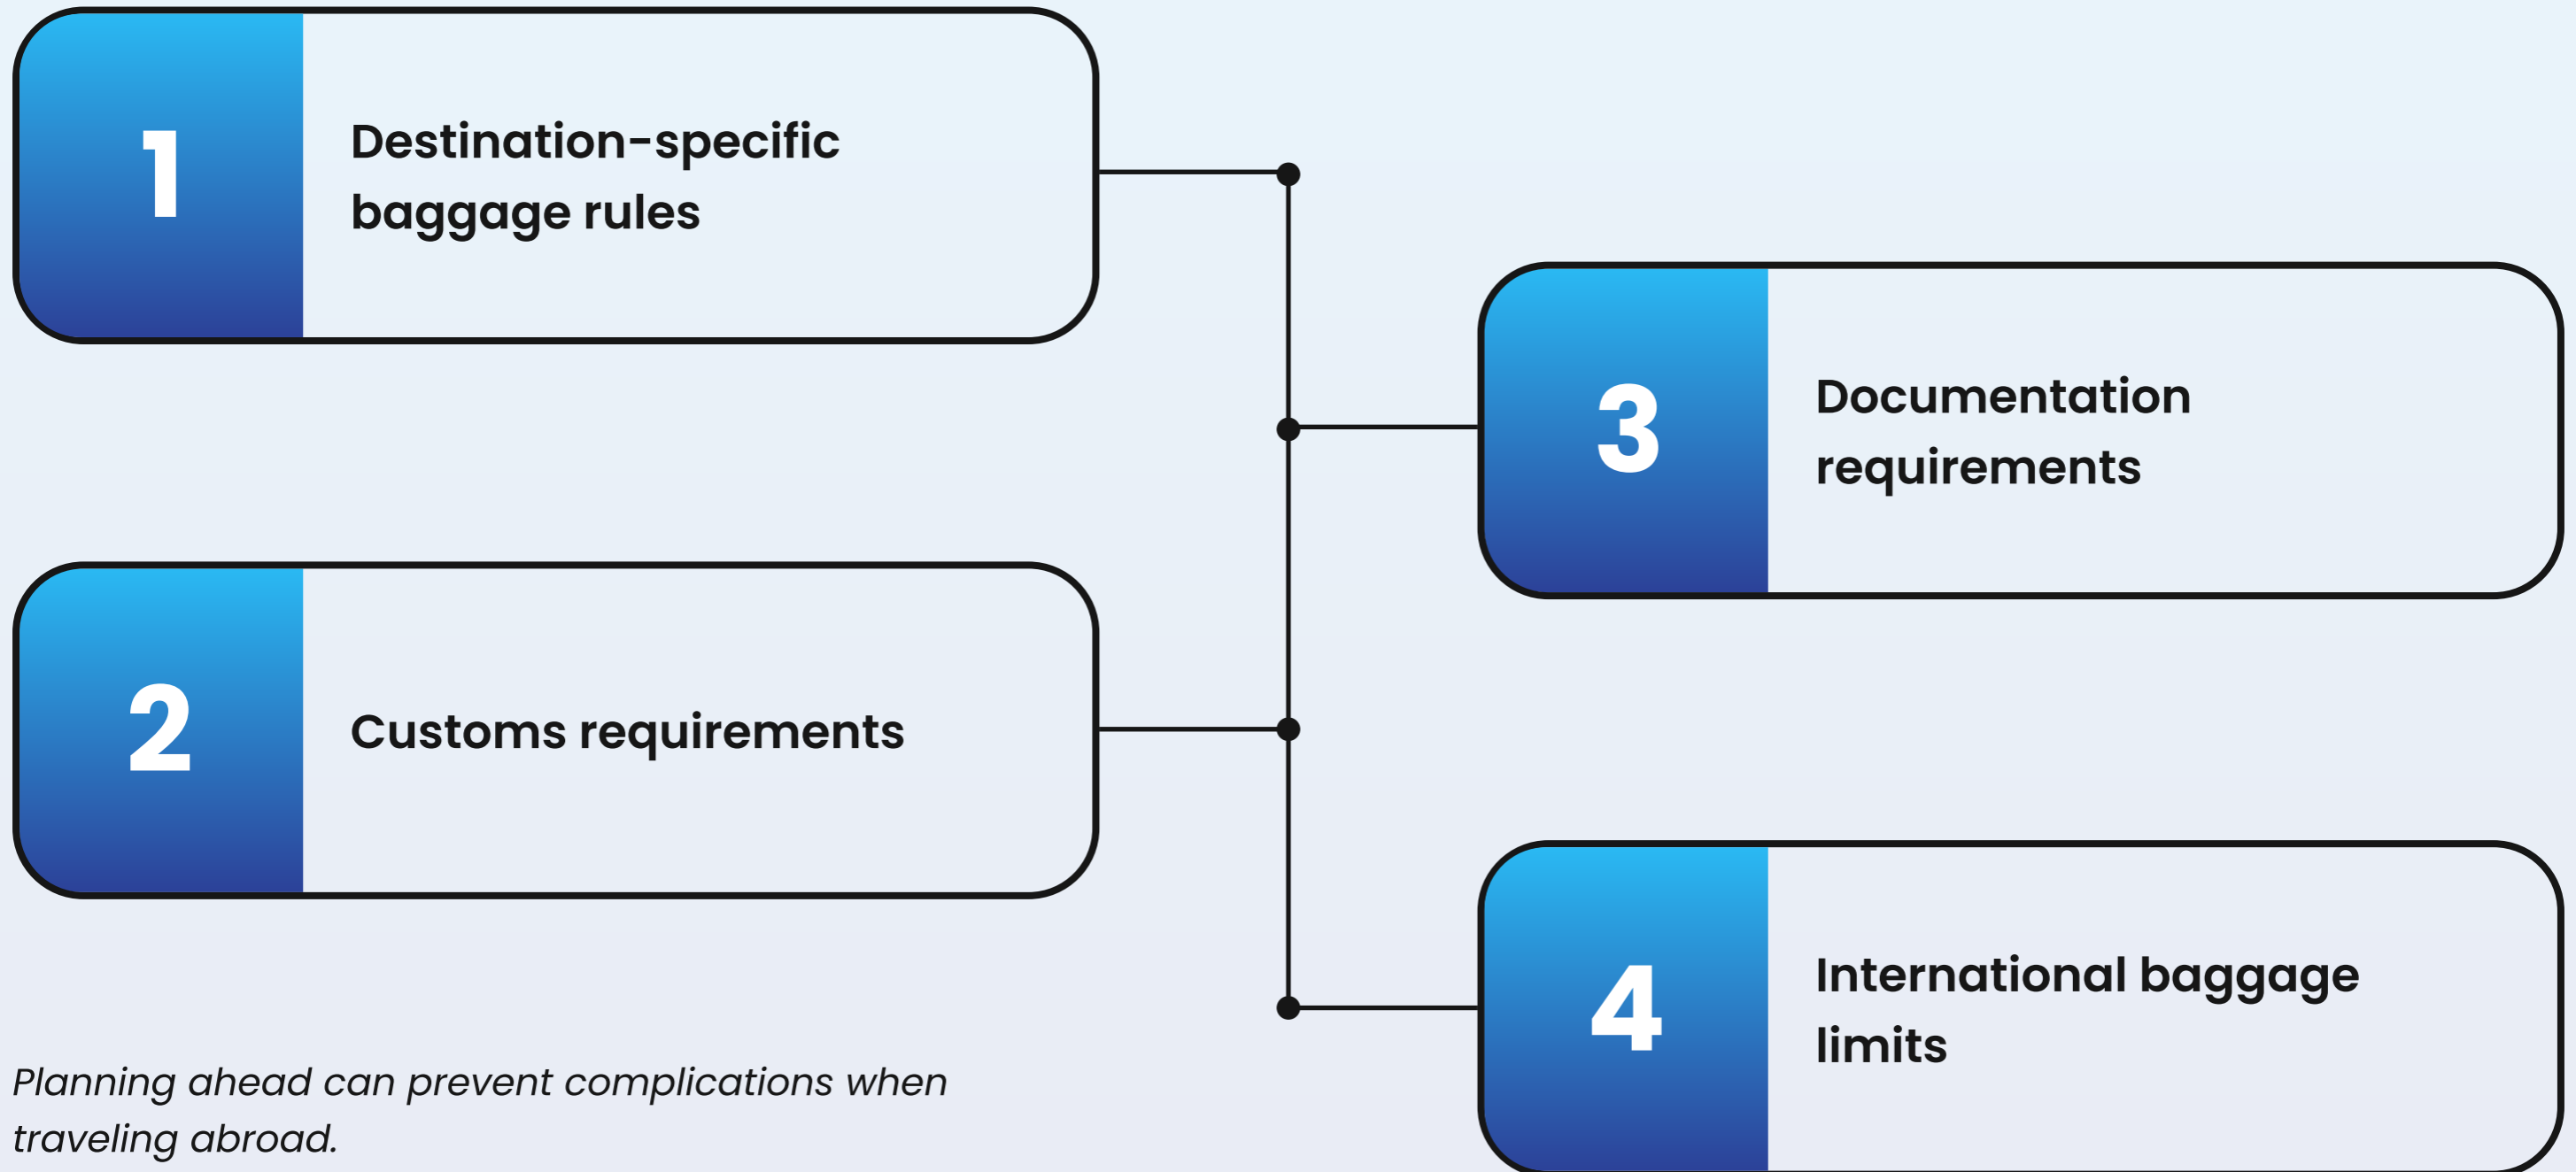 1
Destination-specific
baggage rules
2
Customs requirements
3
Documentation
requirements
4
International baggage
limits
Planning ahead can prevent complications when
traveling abroad.